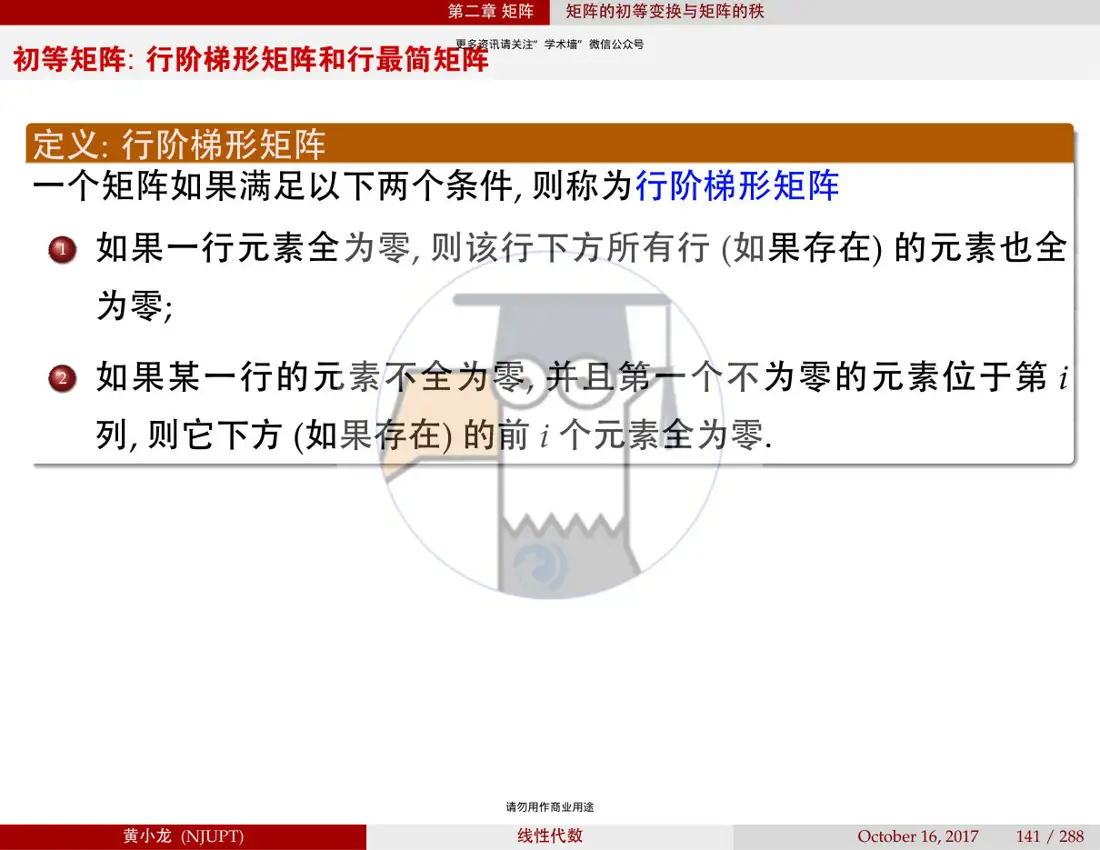 第二章 矩阵 矩阵的初等变换与矩阵的秩
更多资讯请关注“学术墙”微信公众号
初等矩阵: 行阶梯形矩阵和行最简矩阵
定义: 行阶梯形矩阵
一个矩阵如果满足以下两个条件, 则称为行阶梯形矩阵
1 如果一行元素全为零, 则该行下方所有行 (如果存在) 的元素也全
为零;
2 如果某一行的元素不全为零, 并且第一个不为零的元素位于第 i
列, 则它下方 (如果存在) 的前 i 个元素全为零.
请勿用作商业用途
黄小龙 (NJUPT) 线性代数 October 16, 2017 141 / 288